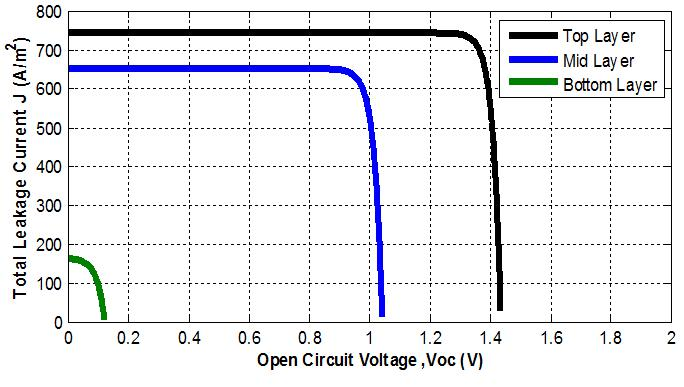 Total Leakage Current J (A/m²)
800
700
600
500
400
300
200
100
0
Top Layer
Mid Layer
Bottom Layer
0 0.2 0.4 0.6 0.8 1 1.2 1.4 1.6 1.8 2
Open Circuit Voltage ,Voc (V)